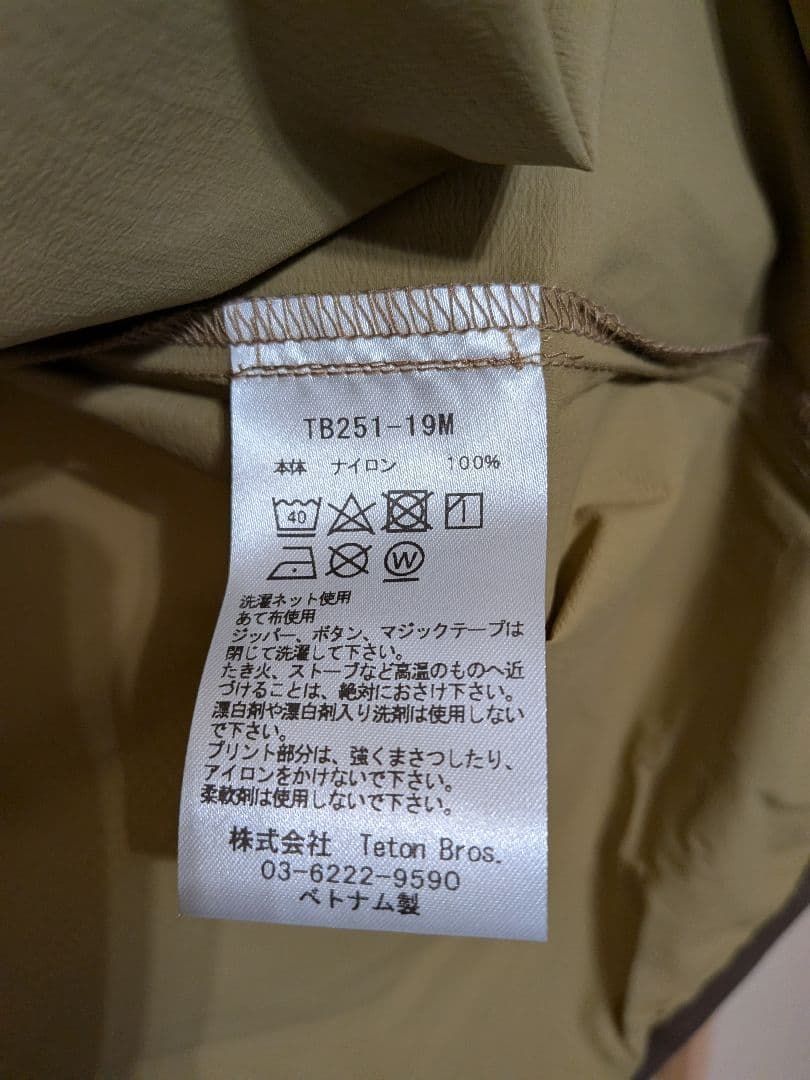 TB251-19M
本体 ナイロン 100%
40
W
洗濯ネット使用
あて布使用
ジッパー、ボタン、マジックテープは
閉じて洗濯して下さい。
たき火、ストーブなど高温のものへ近
づけることは、絶対におさけ下さい。
漂白剤や漂白剤入り洗剤は使用しない
で下さい。
プリント部分は、強くまさつしたり、
アイロンをかけないで下さい。
柔軟剤は使用しないで下さい。
株式会社 Teton Bros.
03-6222-9590
ベトナム製